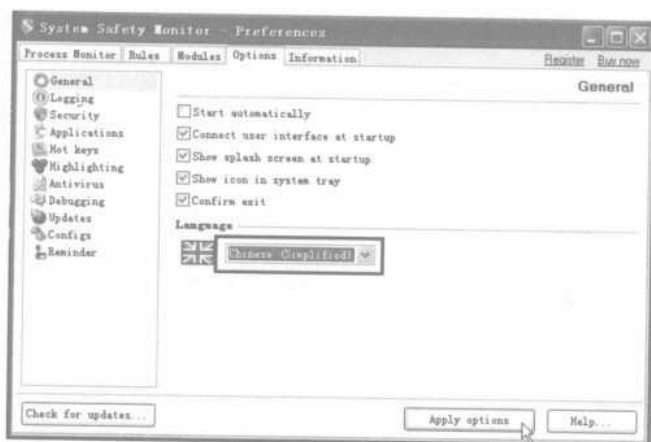 System Safety Monitor - Preferences
Process Monitor Rules Modules Options Information Register Buy now
General
General
Logging
Security
Applications
Hot keys
Highlighting
Antivirus
Debugging
Updates
Configs
Reminder
Start automatically
Connect user interface at startup
Show splash screen at startup
Show icon in system tray
Confirm exit
Language
Chinese (Simplified)
Check for updates... Apply options Help...